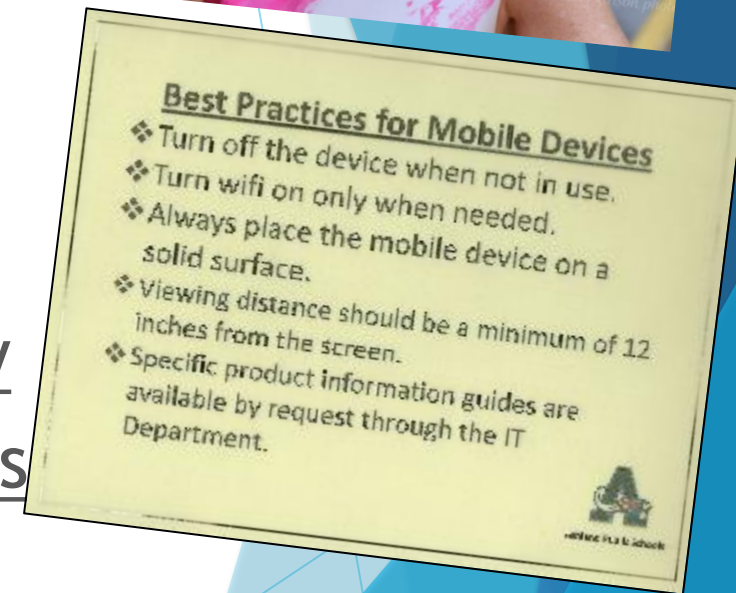 Best Practices for Mobile Devices
❖ Turn off the device when not in use.
❖ Turn wifi on only when needed.
❖ Always place the mobile device on a
solid surface.
❖ Viewing distance should be a minimum of 12
inches from the screen.
❖ Specific product information guides are
available by request through the IT
Department.
A
Public Schools
y
s